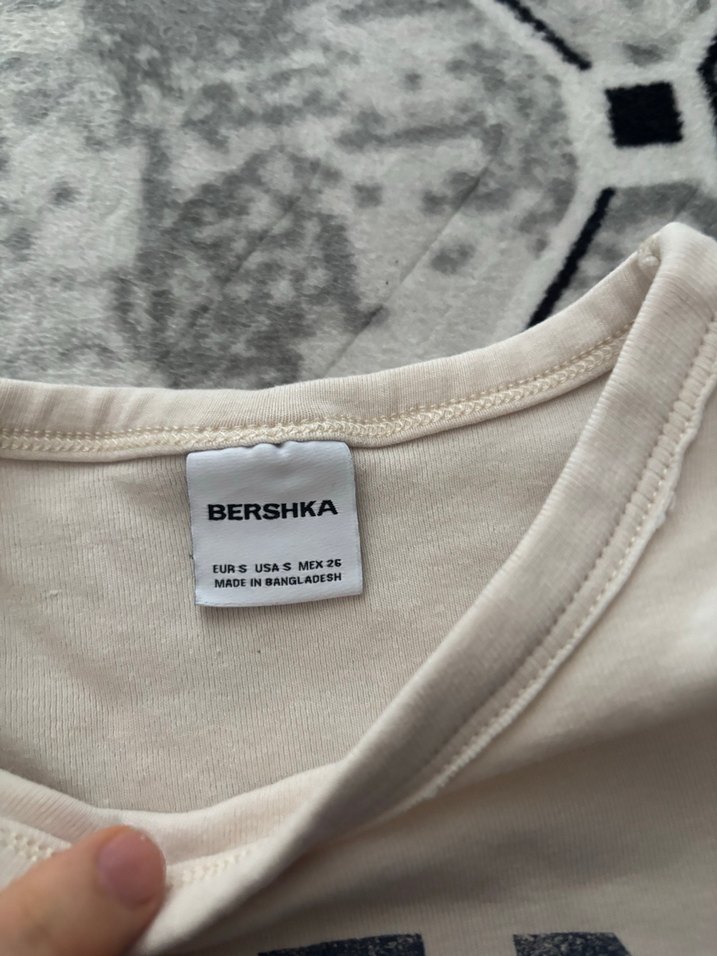 BERSHKA
EUR S USA S MEX 26
MADE IN BANGLADESH